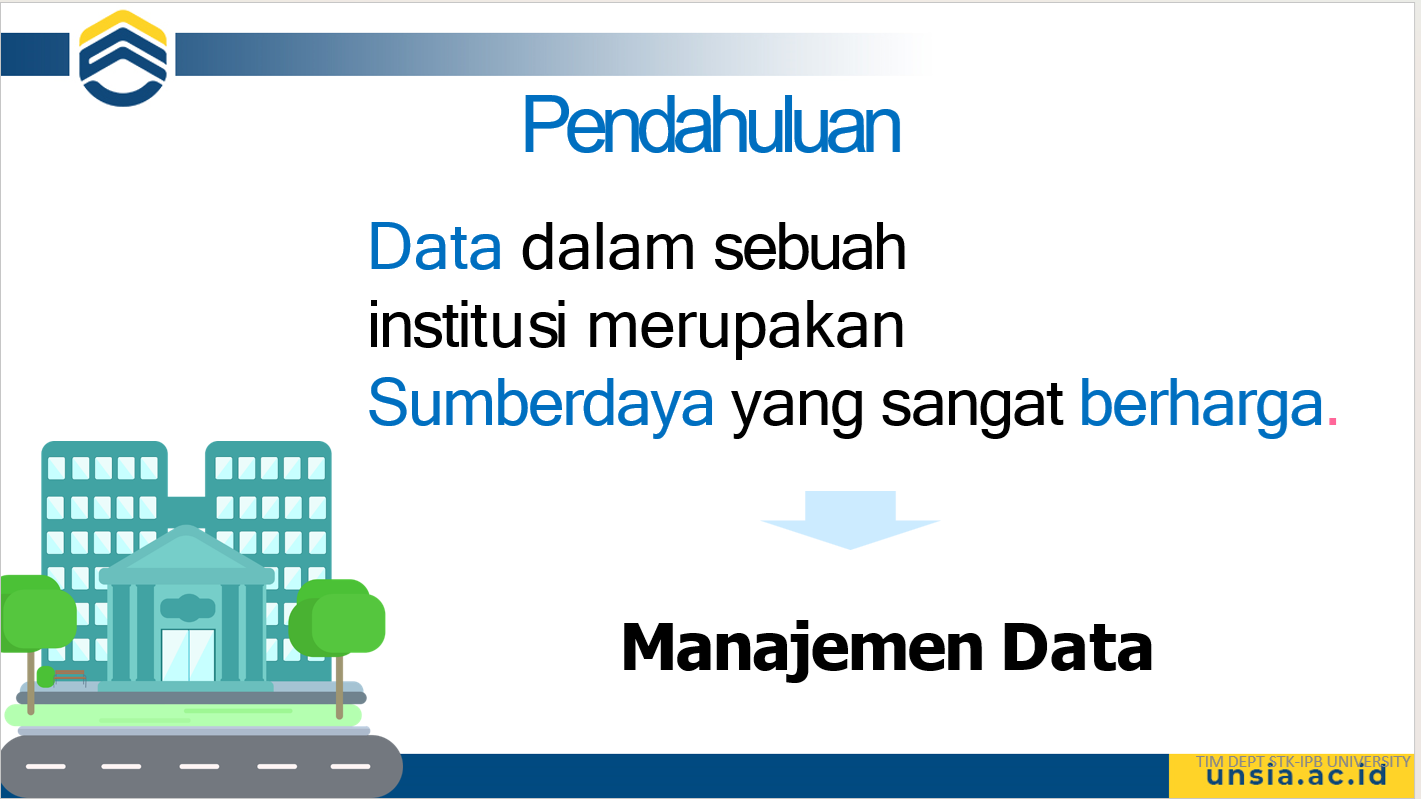 Pendahuluan
Data dalam sebuah
institusi merupakan
Sumberdaya yang sangat berharga.
Manajemen Data
TIM DEPT STK-IPB UNIVERSITY
unsia.ac.id